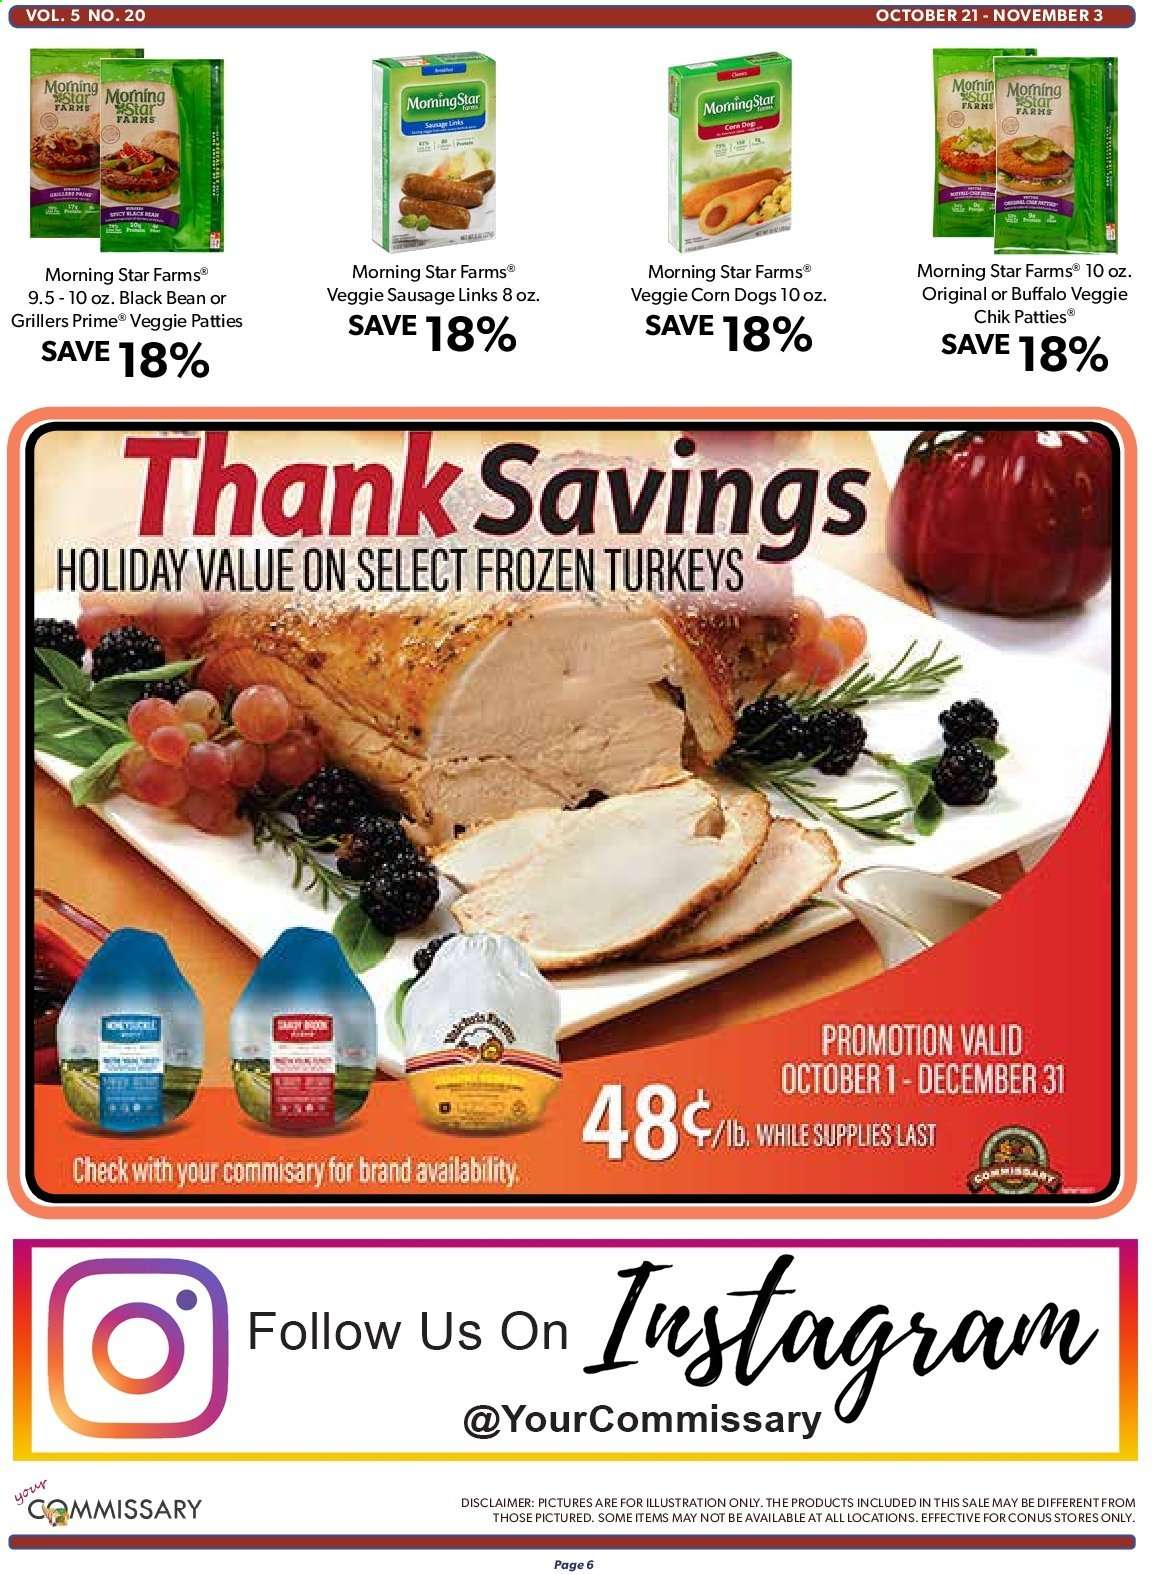 VOL. 5 NO. 20
OCTOBER 21 - NOVEMBER 3
Morning Star FARMS
Morning Star FARMS
GRILLERS PRIME
SPICY BLACK BEAN
MorningStar Farms
Sausage Links
MorningStar Farms
Classics
Corn Dogs
Morning Star FARMS
Morning Star FARMS
Morning Star Farms®
9.5 - 10 oz. Black Bean or
Grillers Prime® Veggie Patties
SAVE 18%
Morning Star Farms®
Veggie Sausage Links 8 oz.
SAVE 18%
Morning Star Farms®
Veggie Corn Dogs 10 oz.
SAVE 18%
Morning Star Farms® 10 oz.
Original or Buffalo Veggie
Chik Patties®
SAVE 18%
Thank Savings
HOLIDAY VALUE ON SELECT FROZEN TURKEYS
HONEYSUCKLE
SHADY BROOK
PROMOTION VALID
OCTOBER 1 - DECEMBER 31
48¢/lb. WHILE SUPPLIES LAST
Check with your commisary for brand availability.
COMMISSARY
Follow Us On Instagram
@YourCommissary
your
COMMISSARY
DISCLAIMER: PICTURES ARE FOR ILLUSTRATION ONLY. THE PRODUCTS INCLUDED IN THIS SALE MAY BE DIFFERENT FROM
THOSE PICTURED. SOME ITEMS MAY NOT BE AVAILABLE AT ALL LOCATIONS. EFFECTIVE FOR CONUS STORES ONLY.
Page 6